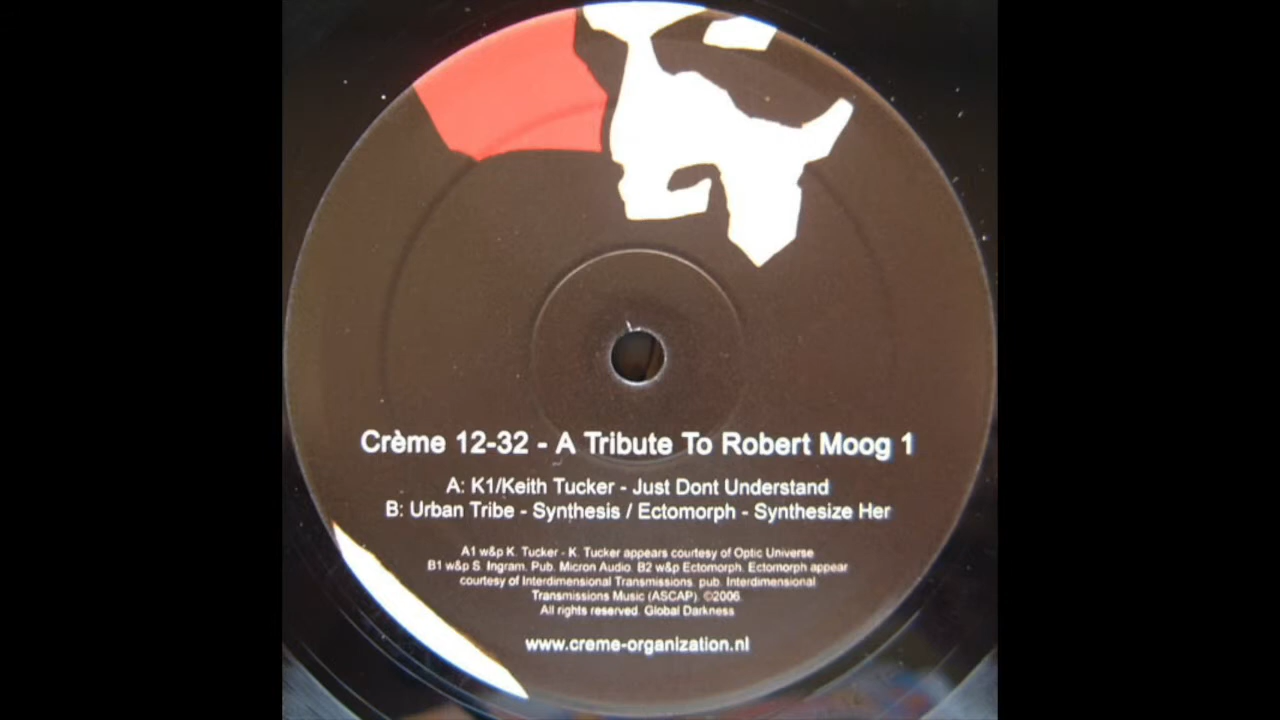 Crème 12-32 - A Tribute To Robert Moog 1
A: K1/Keith Tucker - Just Dont Understand
B: Urban Tribe - Synthesis / Ectomorph - Synthesize Her
A1 w&p K. Tucker - K. Tucker appears courtesy of Optic Universe
B1 w&p S. Ingram. Pub. Micron Audio. B2 w&p Ectomorph. Ectomorph appear
courtesy of Interdimensional Transmissions. pub. Interdimensional
Transmissions Music (ASCAP). ©2006.
All rights reserved. Global Darkness
www.creme-organization.nl